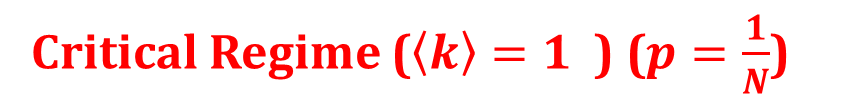 Critical Regime (⟨k⟩ = 1 ) (p = 1/N)